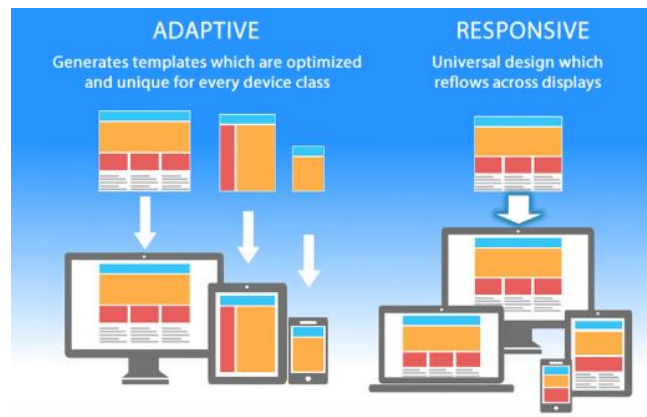 ADAPTIVE
Generates templates which are optimized
and unique for every device class
RESPONSIVE
Universal design which
reflows across displays